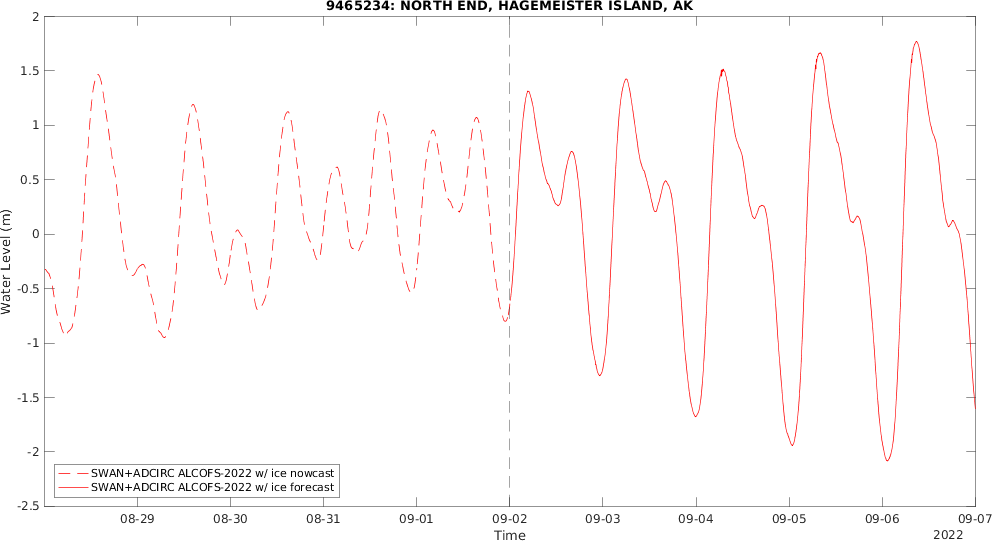 9465234: NORTH END, HAGEMEISTER ISLAND, AK
2
1.5
1
0.5
0
-0.5
-1
-1.5
-2
-2.5
Water Level (m)
SWAN+ADCIRC ALCOFS-2022 w/ ice nowcast
SWAN+ADCIRC ALCOFS-2022 w/ ice forecast
08-29 08-30 08-31 09-01 09-02 09-03 09-04 09-05 09-06 09-07
Time
2022